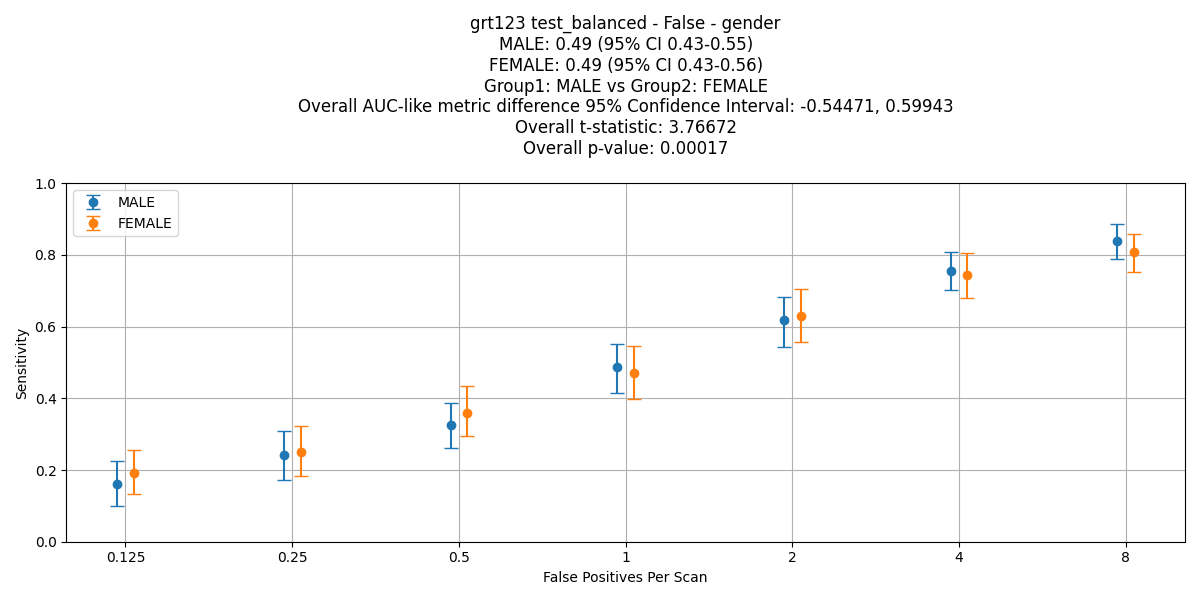 grt123 test_balanced - False - gender
MALE: 0.49 (95% CI 0.43-0.55)
FEMALE: 0.49 (95% CI 0.43-0.56)
Group1: MALE vs Group2: FEMALE
Overall AUC-like metric difference 95% Confidence Interval: -0.54471, 0.59943
Overall t-statistic: 3.76672
Overall p-value: 0.00017
MALE
FEMALE
Sensitivity
1.0
0.8
0.6
0.4
0.2
0.0
0.125 0.25 0.5 1 2 4 8
False Positives Per Scan